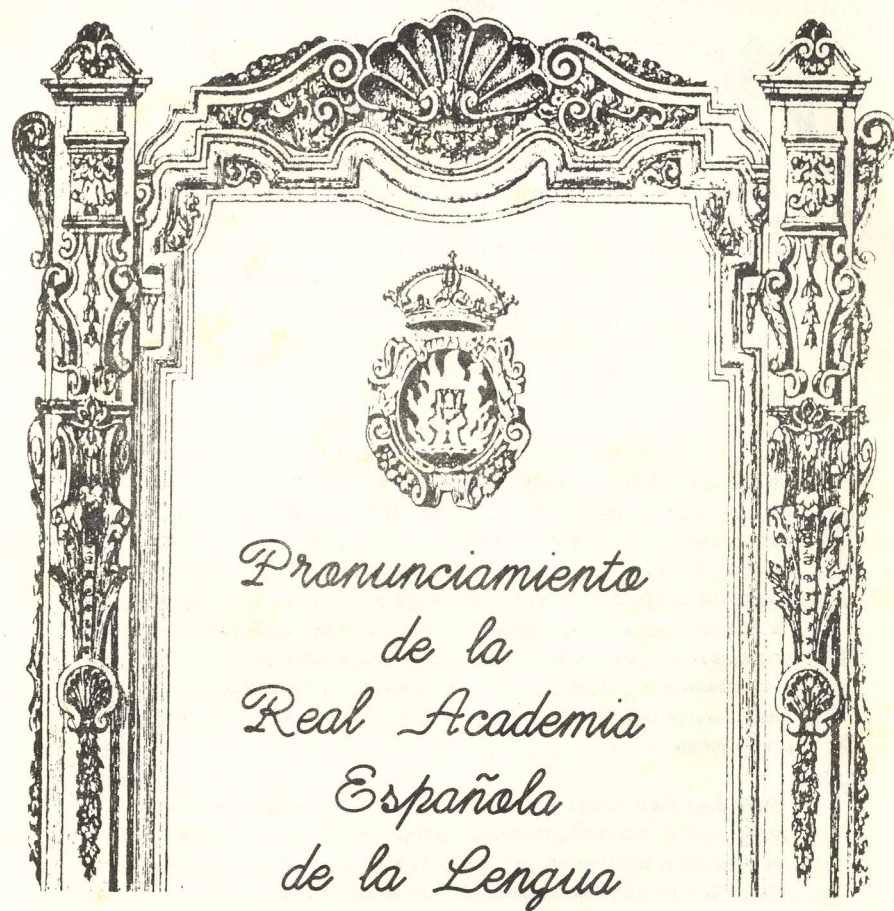 Pronunciamiento
de la
Real Academia
Española
de la Lengua